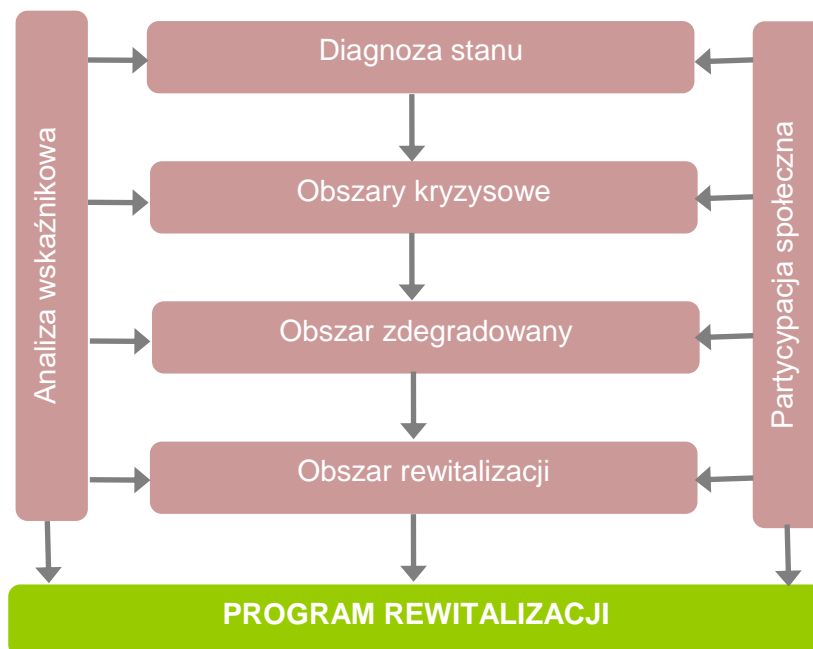 Diagnoza stanu
Analiza wskaźnikowa
Obszary kryzysowe
Partycypacja społeczna
Obszar zdegradowany
Obszar rewitalizacji
PROGRAM REWITALIZACJI